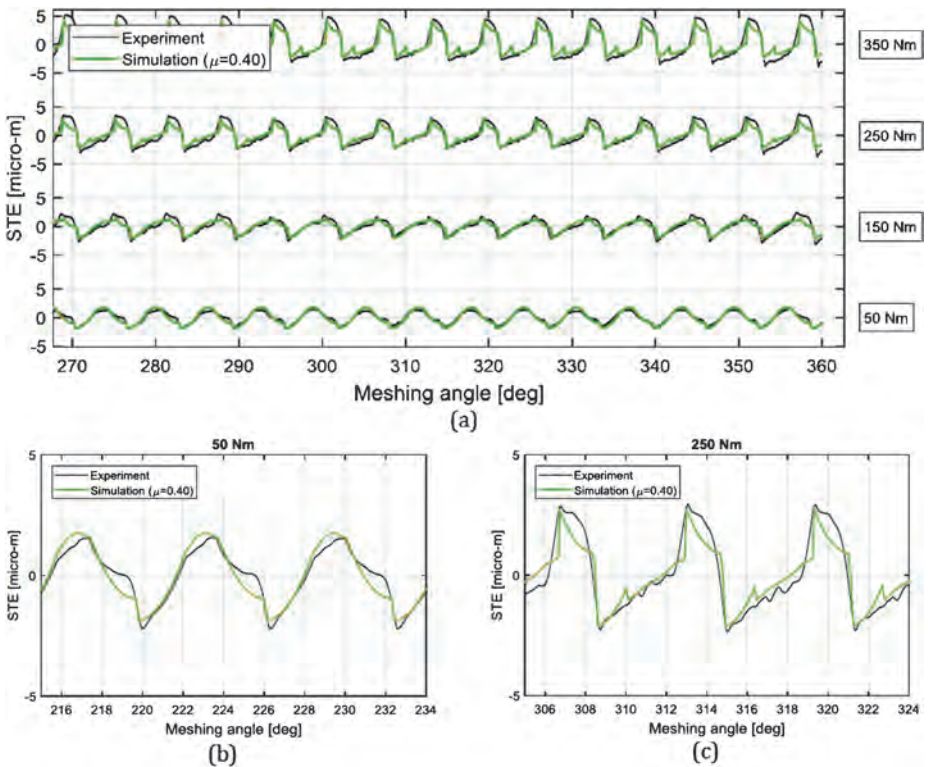 5
0
-5
Experiment
Simulation (μ=0.40)
350 Nm
5
0
-5
250 Nm
5
0
-5
150 Nm
5
0
-5
50 Nm
STE [micro-m]
270 280 290 300 310 320 330 340 350 360
Meshing angle [deg]
(a)
50 Nm
5
0
-5
Experiment
Simulation (μ=0.40)
STE [micro-m]
216 218 220 222 224 226 228 230 232 234
Meshing angle [deg]
(b)
250 Nm
5
0
-5
Experiment
Simulation (μ=0.40)
STE [micro-m]
306 308 310 312 314 316 318 320 322 324
Meshing angle [deg]
(c)